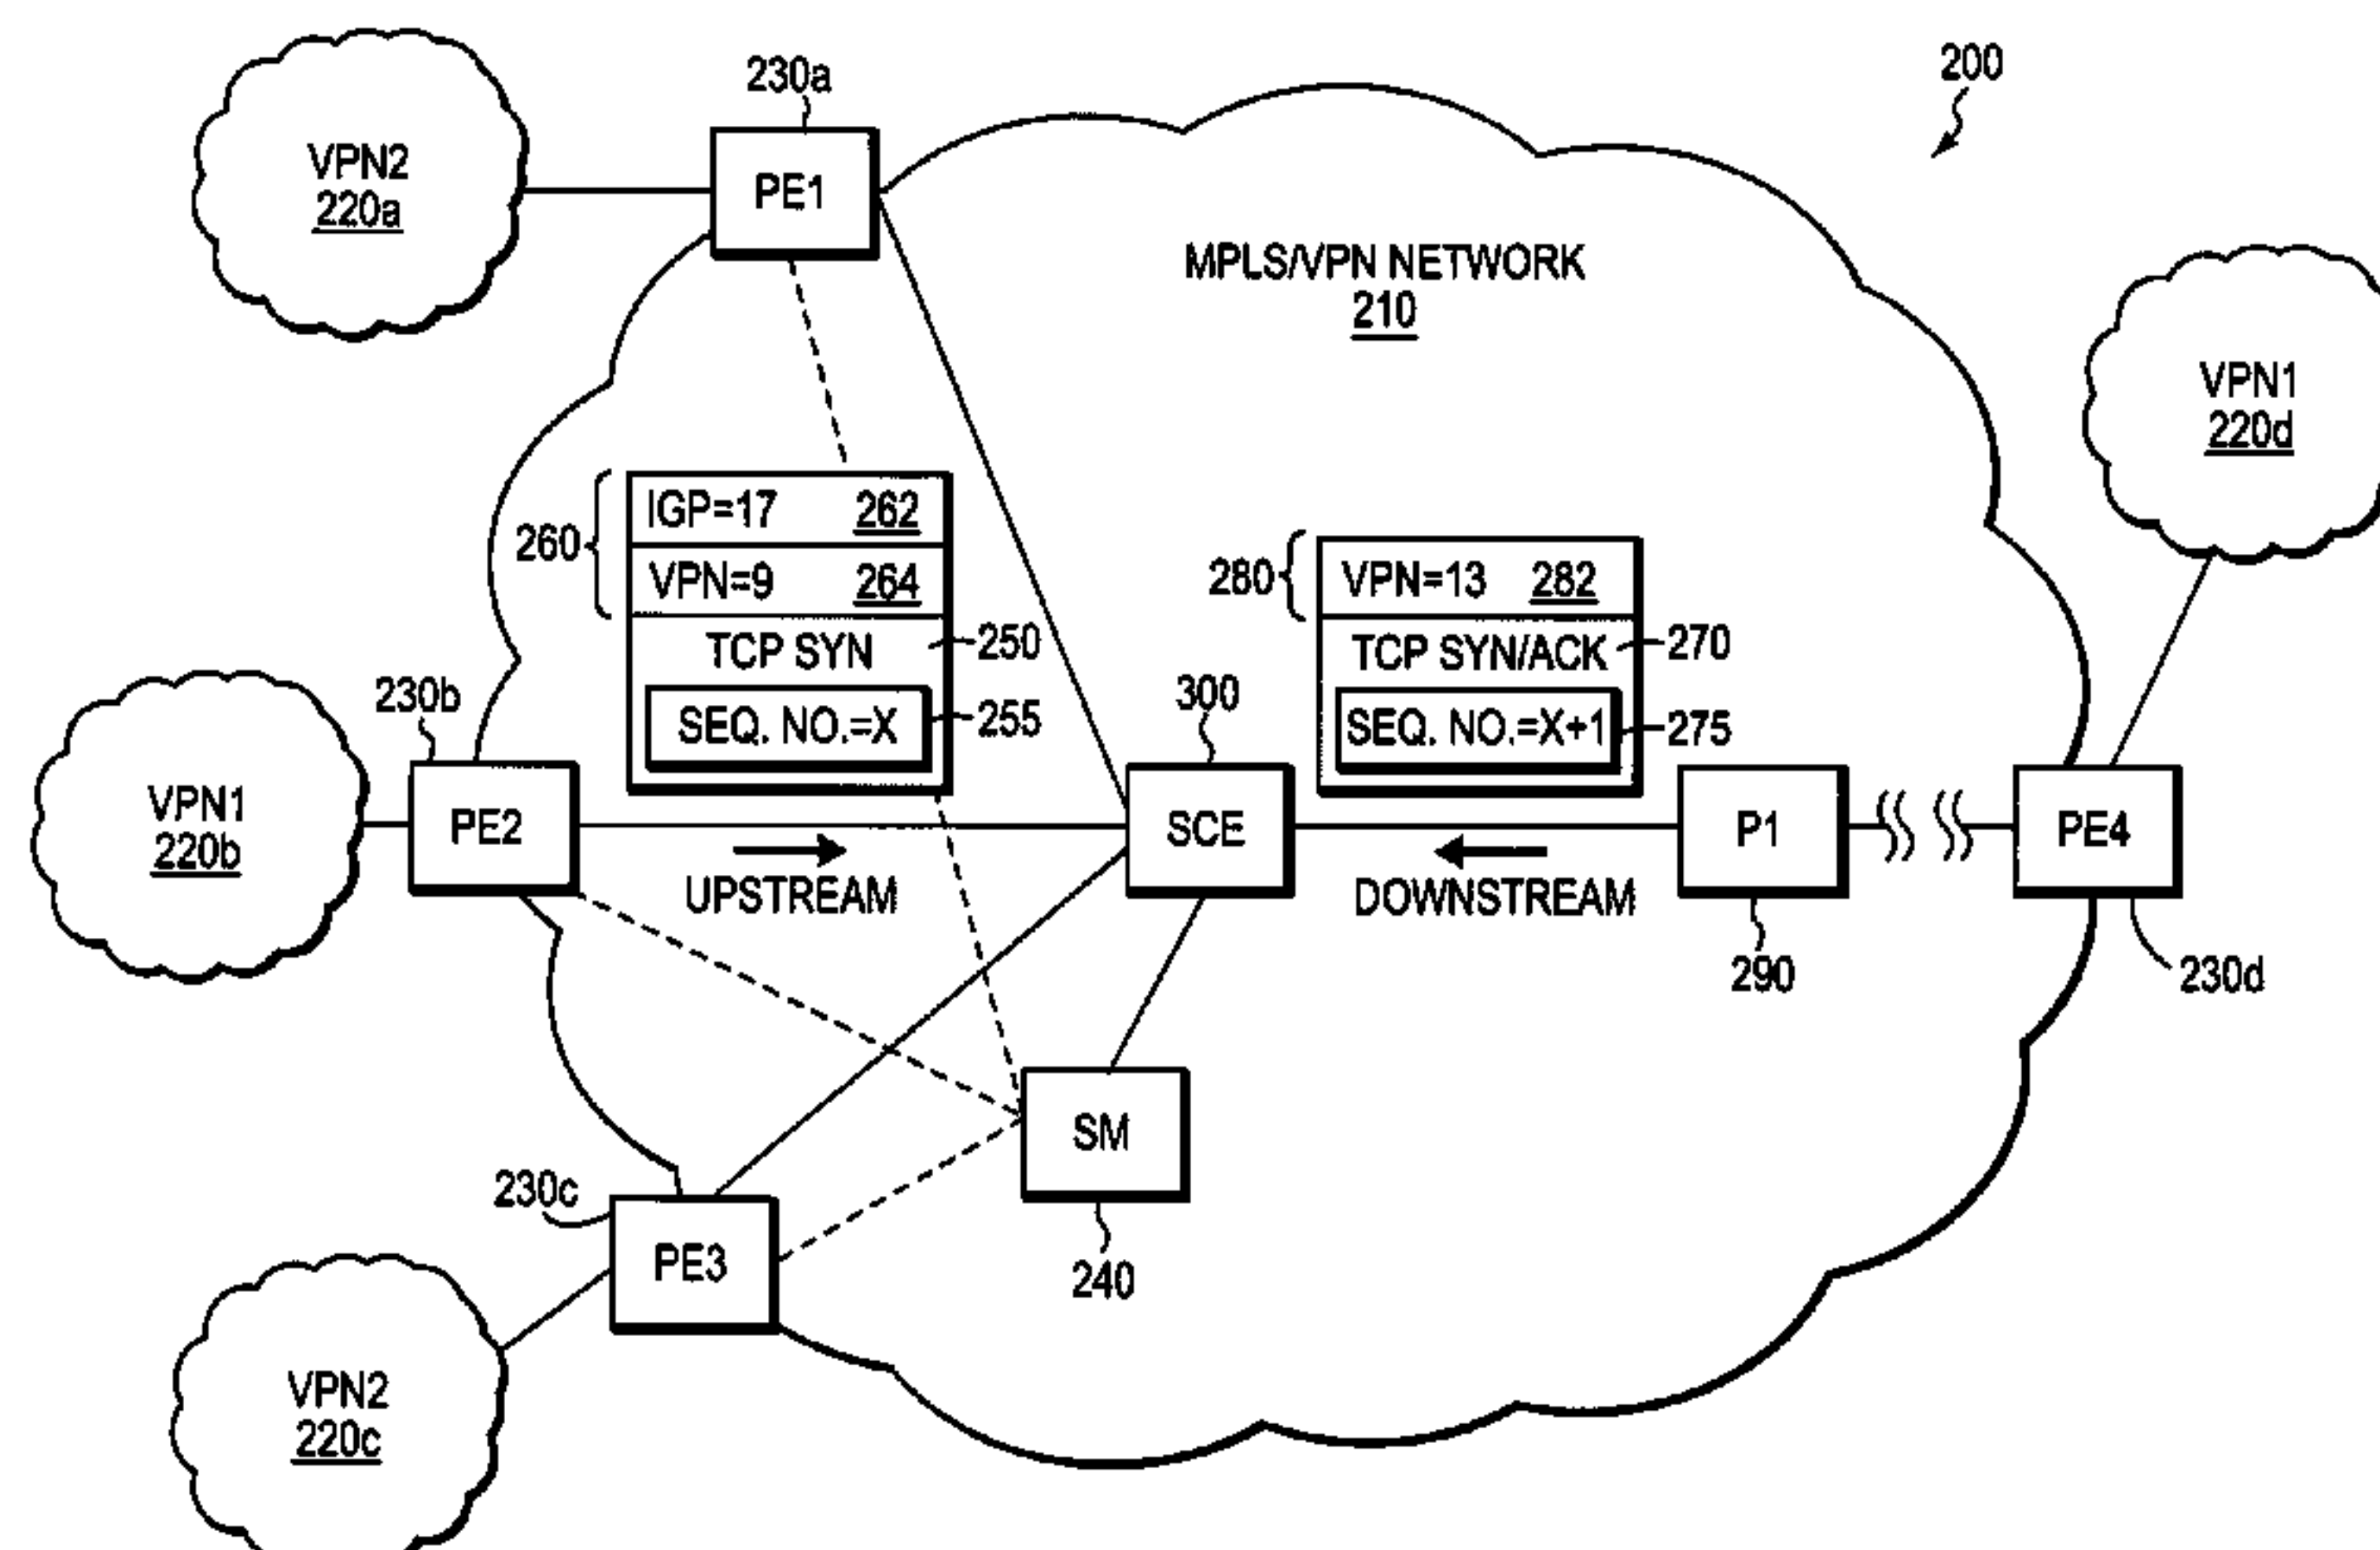 200
230a
VPN2
220a
PE1
MPLS/VPN NETWORK
210
VPN1
220d
260
IGP=17 262
VPN=9 264
TCP SYN 250
SEQ. NO.=X 255
280
VPN=13 282
TCP SYN/ACK 270
SEQ. NO.=X+1 275
230b
300
VPN1
220b
PE2
SCE
P1
PE4
UPSTREAM
DOWNSTREAM
290
230d
SM
240
230c
PE3
VPN2
220c